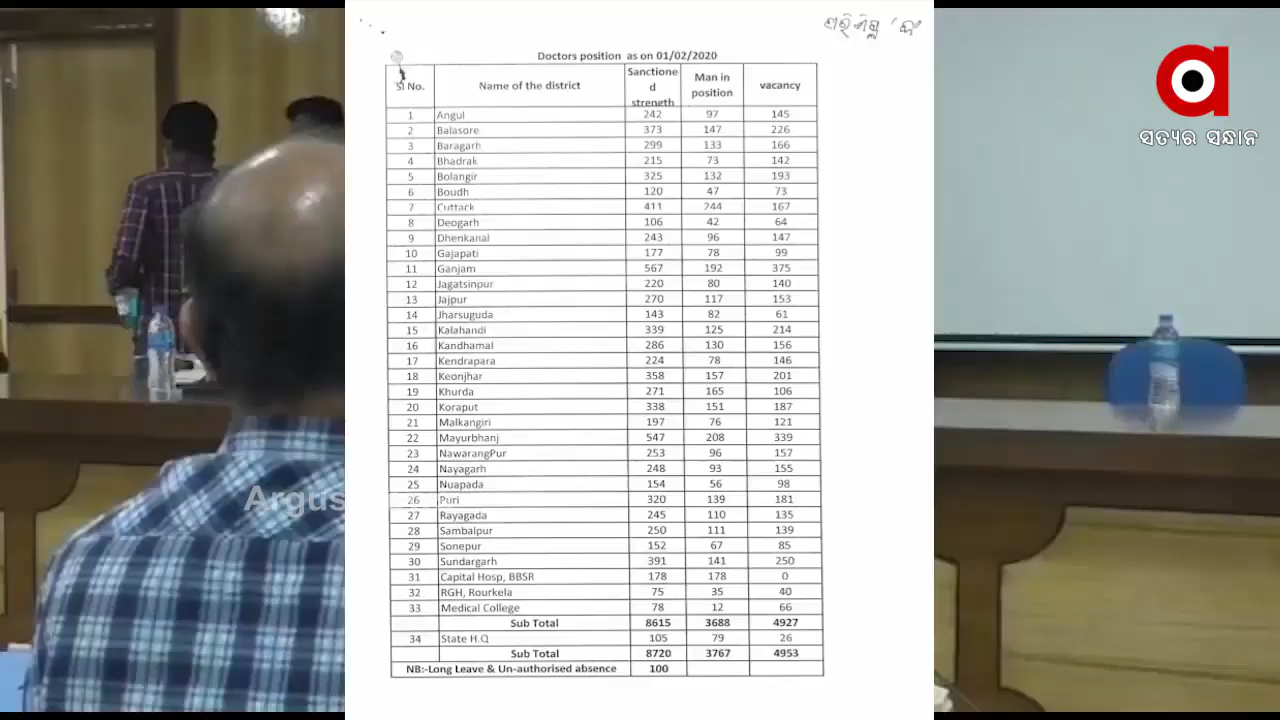 ପରିଶିଷ୍ଟ 'କ'
Doctors position as on 01/02/2020
Sl No. Name of the district Sanctioned strength Man in position vacancy
1 Angul 242 97 145
2 Balasore 373 147 226
3 Baragarh 299 133 166
4 Bhadrak 215 73 142
5 Bolangir 325 132 193
6 Boudh 120 47 73
7 Cuttack 411 244 167
8 Deogarh 106 42 64
9 Dhenkanal 243 96 147
10 Gajapati 177 78 99
11 Ganjam 567 192 375
12 Jagatsinpur 220 80 140
13 Jajpur 270 117 153
14 Jharsuguda 143 82 61
15 Kalahandi 339 125 214
16 Kandhamal 286 130 156
17 Kendrapara 224 78 146
18 Keonjhar 358 157 201
19 Khurda 271 165 106
20 Koraput 338 151 187
21 Malkangiri 197 76 121
22 Mayurbhanj 547 208 339
23 NawarangPur 253 96 157
24 Nayagarh 248 93 155
25 Nuapada 154 56 98
26 Puri 320 139 181
27 Rayagada 245 110 135
28 Sambalpur 250 111 139
29 Sonepur 152 67 85
30 Sundargarh 391 141 250
31 Capital Hosp, BBSR 178 178 0
32 RGH, Rourkela 75 35 40
33 Medical College 78 12 66
Sub Total 8615 3688 4927
34 State H.Q 105 79 26
Sub Total 8720 3767 4953
NB:-Long Leave & Un-authorised absence 100
ସତ୍ୟର ସନ୍ଧାନ
Argus